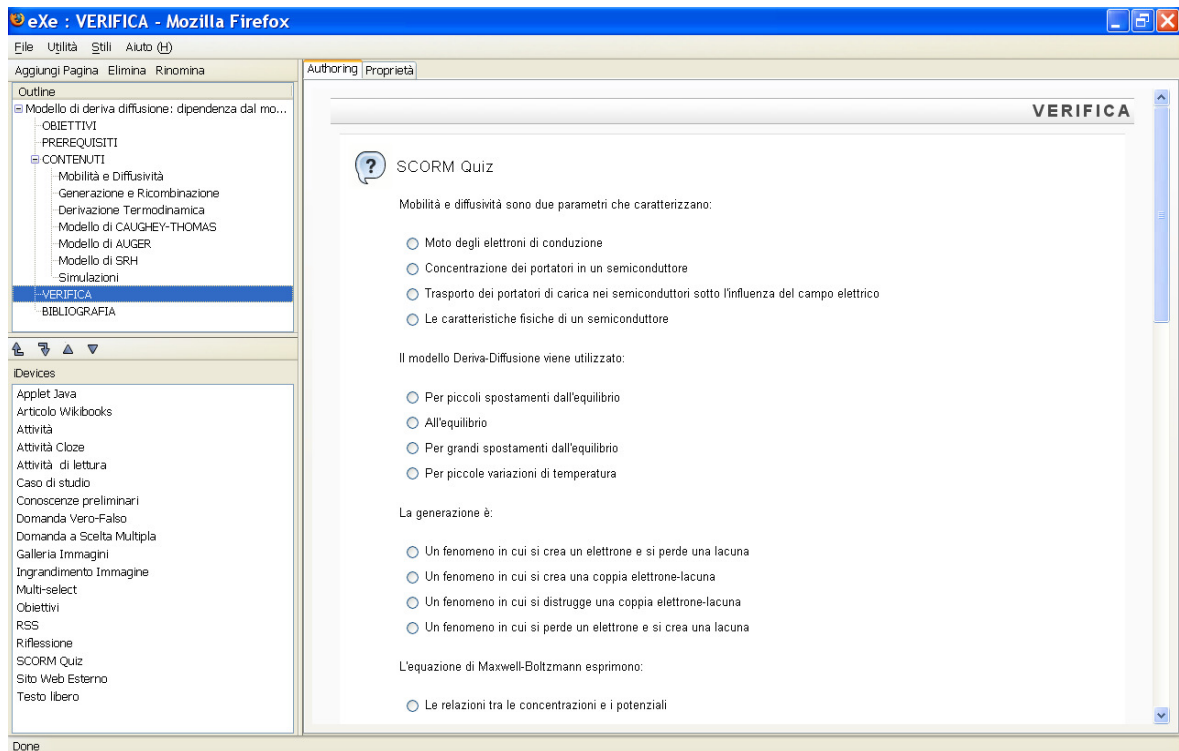 eXe : VERIFICA - Mozilla Firefox
File Utilità Stili Aiuto (H)
Aggiungi Pagina Elimina Rinomina
Outline
Modello di deriva diffusione: dipendenza dal mo...
OBIETTIVI
PREREQUISITI
CONTENUTI
Mobilità e Diffusività
Generazione e Ricombinazione
Derivazione Termodinamica
Modello di CAUGHEY-THOMAS
Modello di AUGER
Modello di SRH
Simulazioni
VERIFICA
BIBLIOGRAFIA
iDevices
Applet Java
Articolo Wikibooks
Attività
Attività Cloze
Attività di lettura
Caso di studio
Conoscenze preliminari
Domanda Vero-Falso
Domanda a Scelta Multipla
Galleria Immagini
Ingrandimento Immagine
Multi-select
Obiettivi
RSS
Riflessione
SCORM Quiz
Sito Web Esterno
Testo libero
Authoring Proprietà
VERIFICA
? SCORM Quiz
Mobilità e diffusività sono due parametri che caratterizzano:
Moto degli elettroni di conduzione
Concentrazione dei portatori in un semiconduttore
Trasporto dei portatori di carica nei semiconduttori sotto l'influenza del campo elettrico
Le caratteristiche fisiche di un semiconduttore
Il modello Deriva-Diffusione viene utilizzato:
Per piccoli spostamenti dall'equilibrio
All'equilibrio
Per grandi spostamenti dall'equilibrio
Per piccole variazioni di temperatura
La generazione è:
Un fenomeno in cui si crea un elettrone e si perde una lacuna
Un fenomeno in cui si crea una coppia elettrone-lacuna
Un fenomeno in cui si distrugge una coppia elettrone-lacuna
Un fenomeno in cui si perde un elettrone e si crea una lacuna
L'equazione di Maxwell-Boltzmann esprimono:
Le relazioni tra le concentrazioni e i potenziali
Done